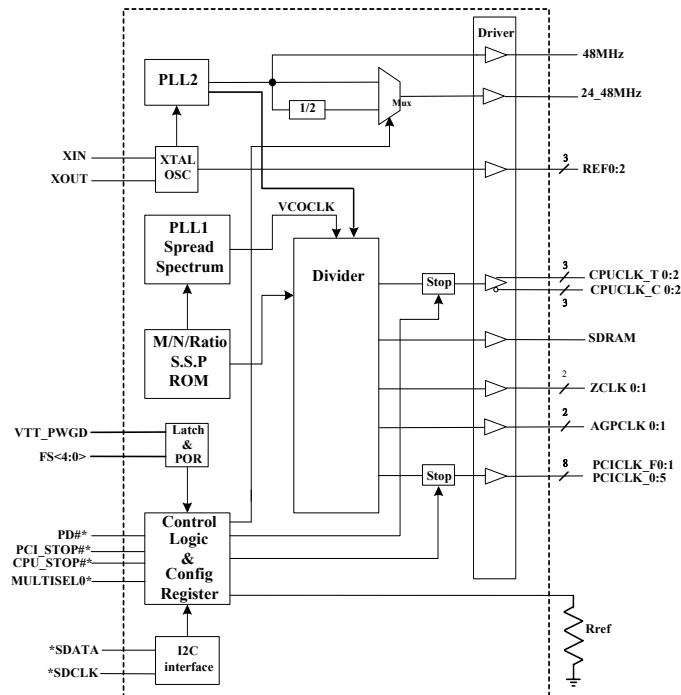 Driver
48MHz
PLL2
24_48MHz
1/2
Mux
XIN
XTAL
OSC
3
REF0:2
XOUT
VCOCLK
PLL1
Spread
Spectrum
Divider
3
CPUCLK_T 0:2
Stop
CPUCLK_C 0:2
3
M/N/Ratio
S.S.P
ROM
SDRAM
2
ZCLK 0:1
VTT_PWGD
Latch
&
POR
2
AGPCLK 0:1
FS<4:0>
8
PCICLK_F0:1
Stop
PCICLK_0:5
Control
Logic
&
Config
Register
PD#*
PCI_STOP#*
CPU_STOP#*
MULTISEL0*
Rref
*SDATA
I2C
interface
*SDCLK